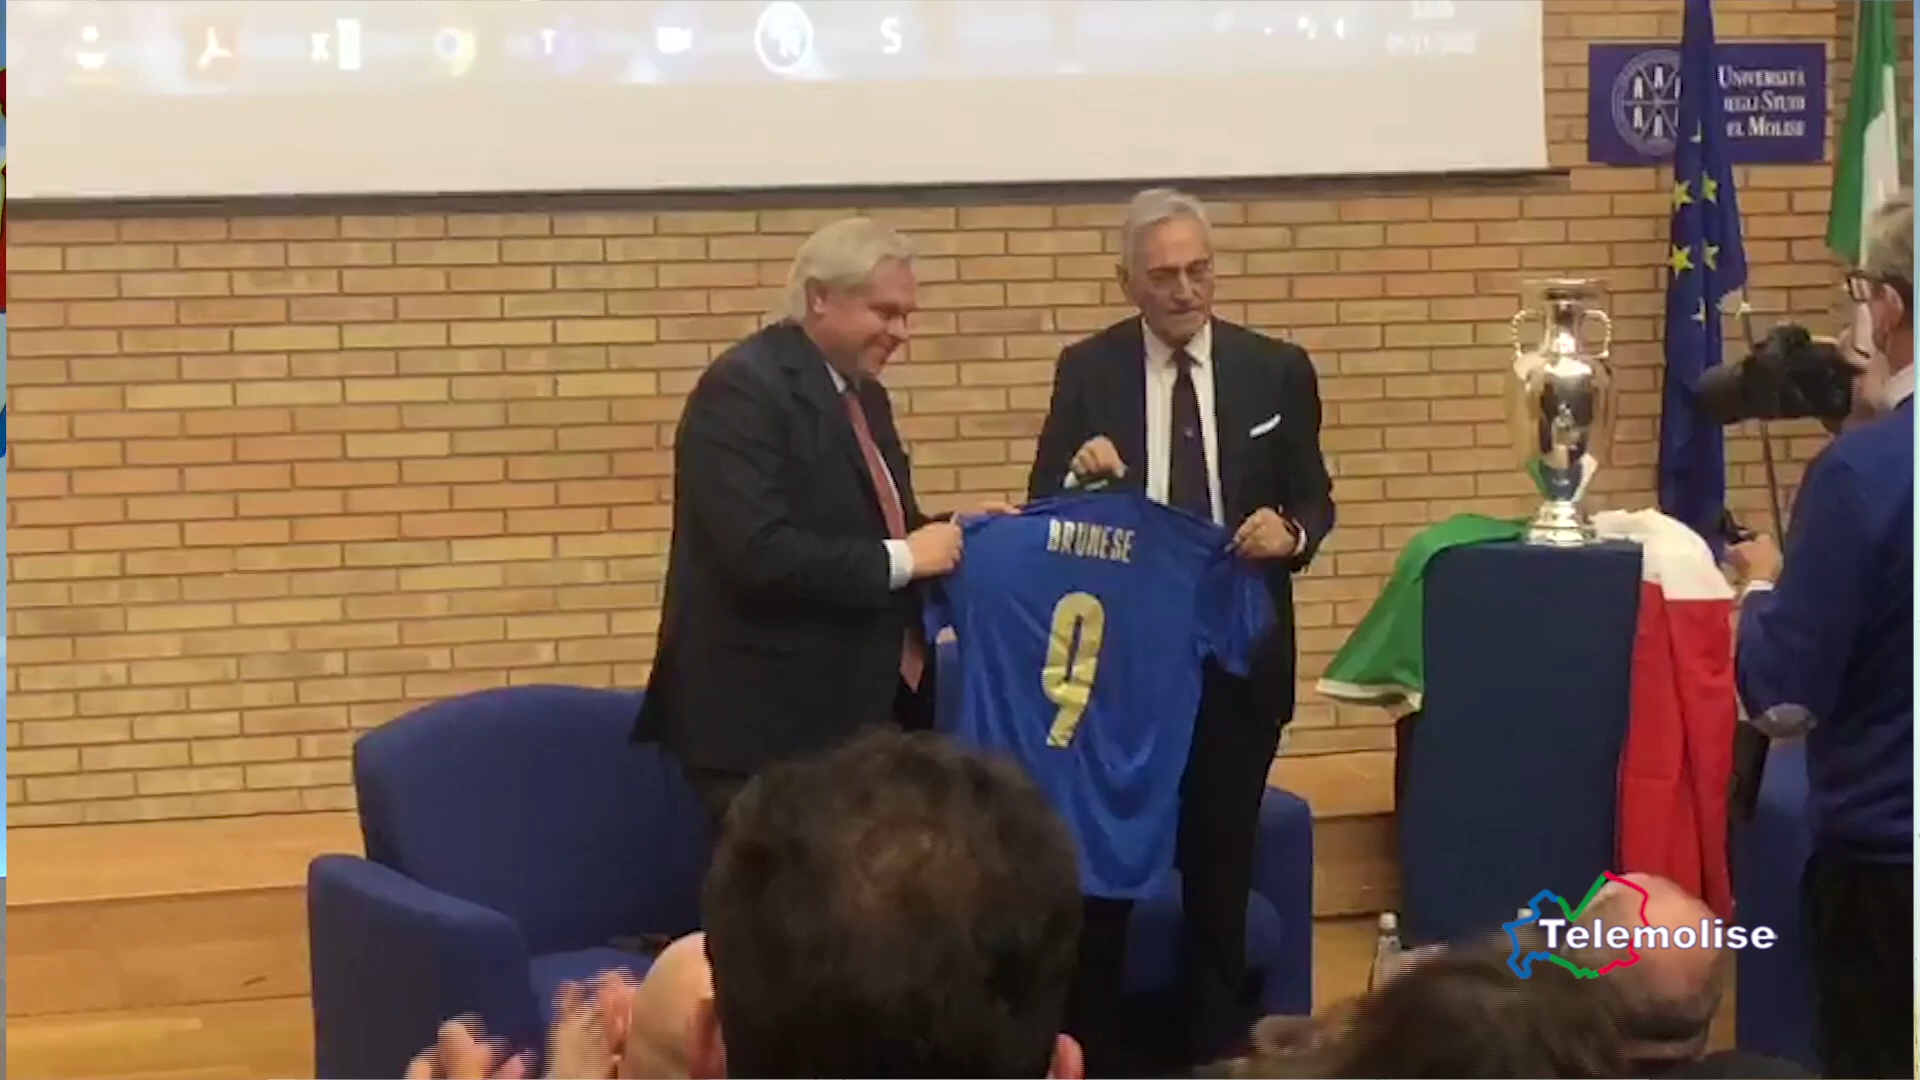 UNIVERSITÀ
DEGLI STUDI
DEL MOLISE
BRUNESE
9
Telemolise